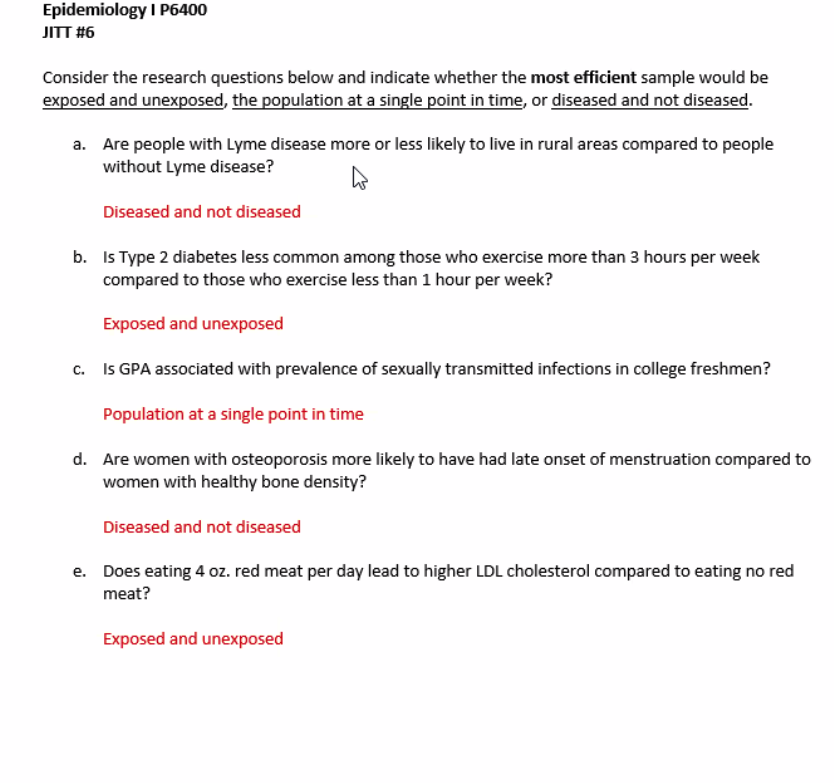 Epidemiology I P6400
JITT #6
Consider the research questions below and indicate whether the most efficient sample would be
exposed and unexposed, the population at a single point in time, or diseased and not diseased.
a. Are people with Lyme disease more or less likely to live in rural areas compared to people
without Lyme disease?
Diseased and not diseased
b. Is Type 2 diabetes less common among those who exercise more than 3 hours per week
compared to those who exercise less than 1 hour per week?
Exposed and unexposed
c. Is GPA associated with prevalence of sexually transmitted infections in college freshmen?
Population at a single point in time
d. Are women with osteoporosis more likely to have had late onset of menstruation compared to
women with healthy bone density?
Diseased and not diseased
e. Does eating 4 oz. red meat per day lead to higher LDL cholesterol compared to eating no red
meat?
Exposed and unexposed